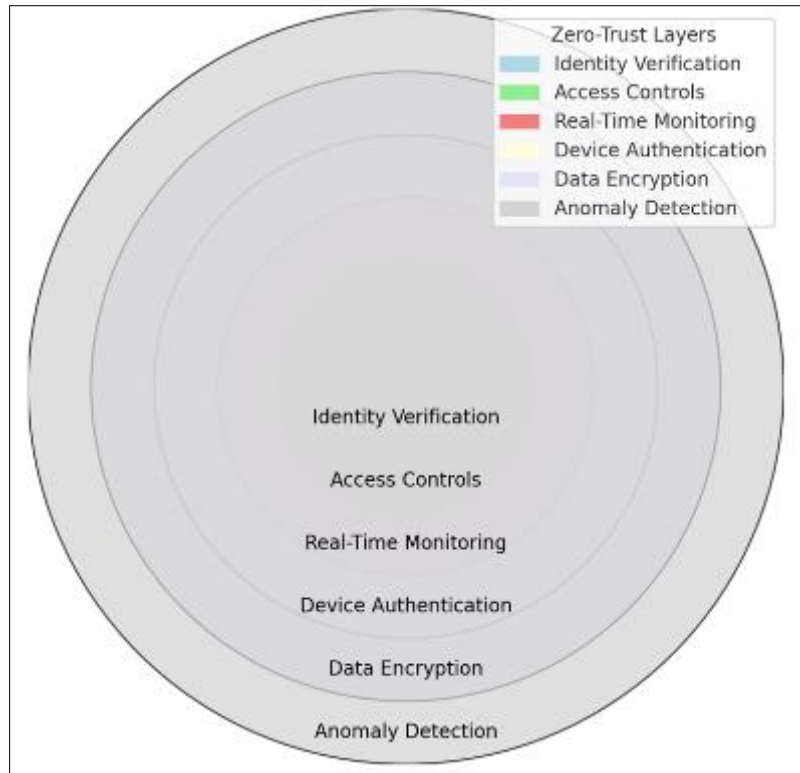 Zero-Trust Layers
Identity Verification
Access Controls
Real-Time Monitoring
Device Authentication
Data Encryption
Anomaly Detection
Identity Verification
Access Controls
Real-Time Monitoring
Device Authentication
Data Encryption
Anomaly Detection